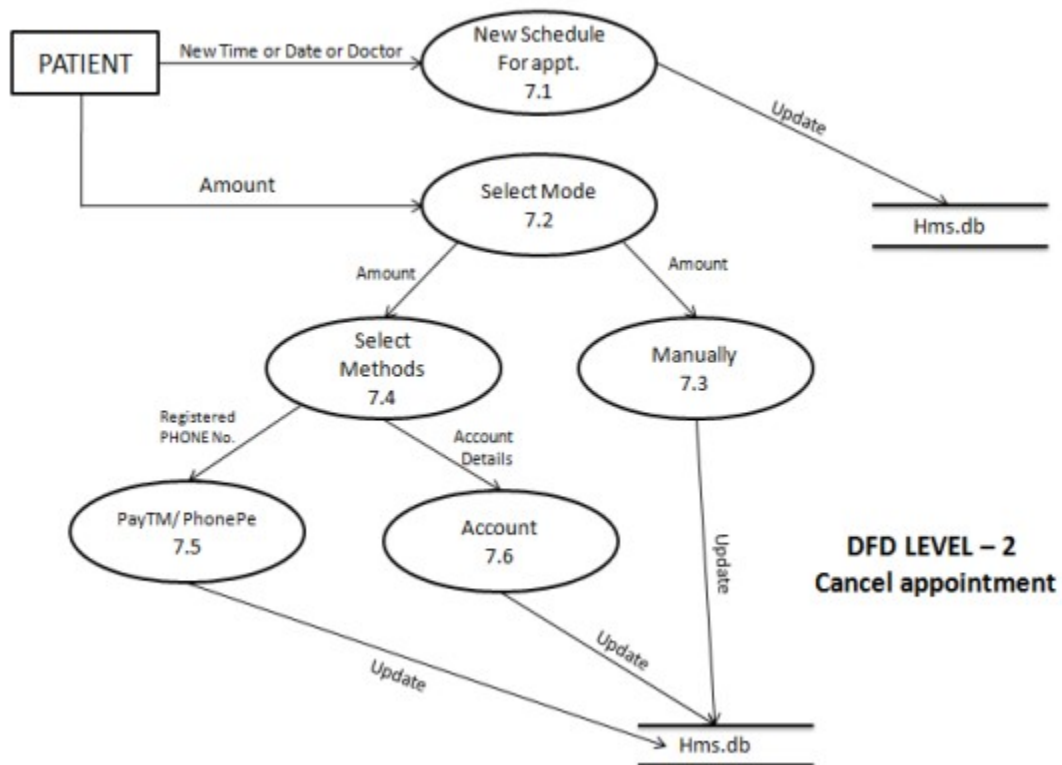 PATIENT
New Time or Date or Doctor
New Schedule
For appt.
7.1
Update
Hms.db
Amount
Select Mode
7.2
Amount
Amount
Select
Methods
7.4
Manually
7.3
Registered
PHONE No.
Account
Details
PayTM/ PhonePe
7.5
Account
7.6
Update
DFD LEVEL – 2
Cancel appointment
Update
Update
Hms.db